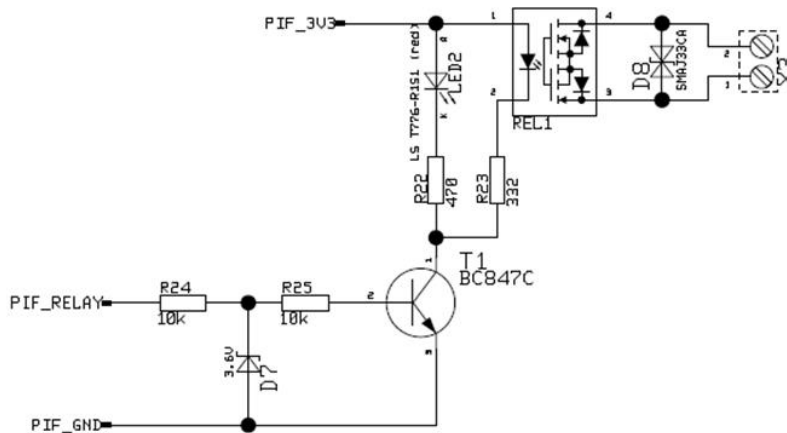 PIF_3V3
1
4
A
LED2
LS T776-R1S1 (red)
K
2
3
REL1
D8
SMAJ33CA
2
1
X3
R22
470
R23
332
1
T1
BC847C
PIF_RELAY
R24
10k
R25
10k
2
3.6V
D7
3
PIF_GND